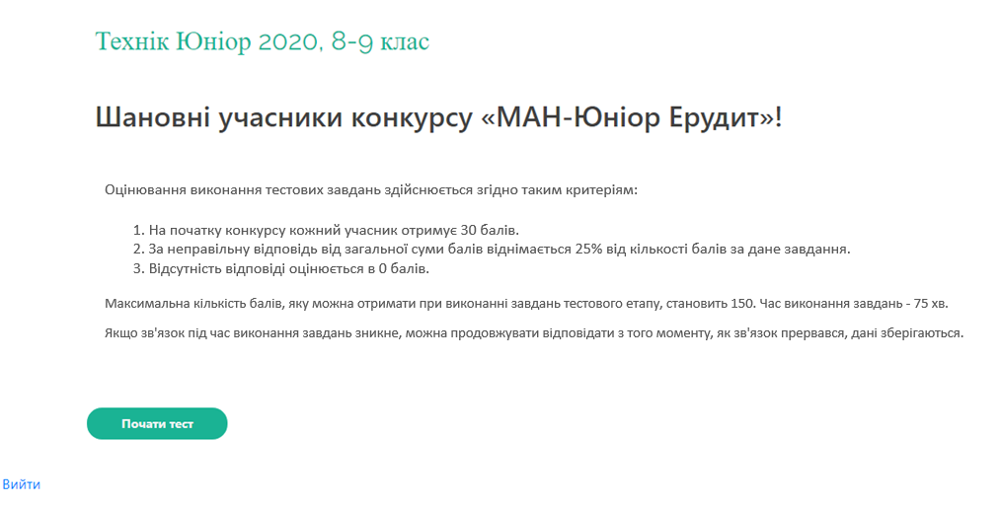 Технік Юніор 2020, 8-9 клас
Шановні учасники конкурсу «МАН-Юніор Ерудит»!
Оцінювання виконання тестових завдань здійснюється згідно таким критеріям:
1. На початку конкурсу кожний учасник отримує 30 балів.
2. За неправильну відповідь від загальної суми балів віднімається 25% від кількості балів за дане завдання.
3. Відсутність відповіді оцінюється в 0 балів.
Максимальна кількість балів, яку можна отримати при виконанні завдань тестового етапу, становить 150. Час виконання завдань - 75 хв.
Якщо зв'язок під час виконання завдань зникне, можна продовжувати відповідати з того моменту, як зв'язок прервався, дані зберігаються.
Почати тест
Вийти